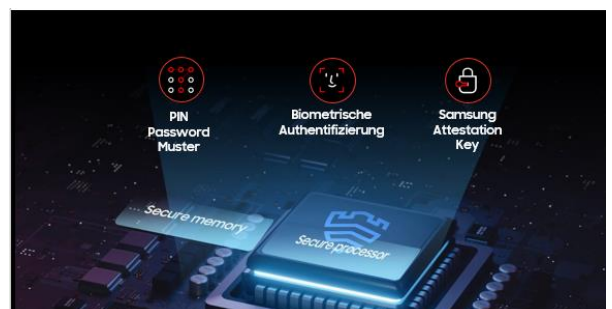 PIN
Password
Muster
Biometrische
Authentifizierung
Samsung
Attestation
Key
Secure memory
Secure processor